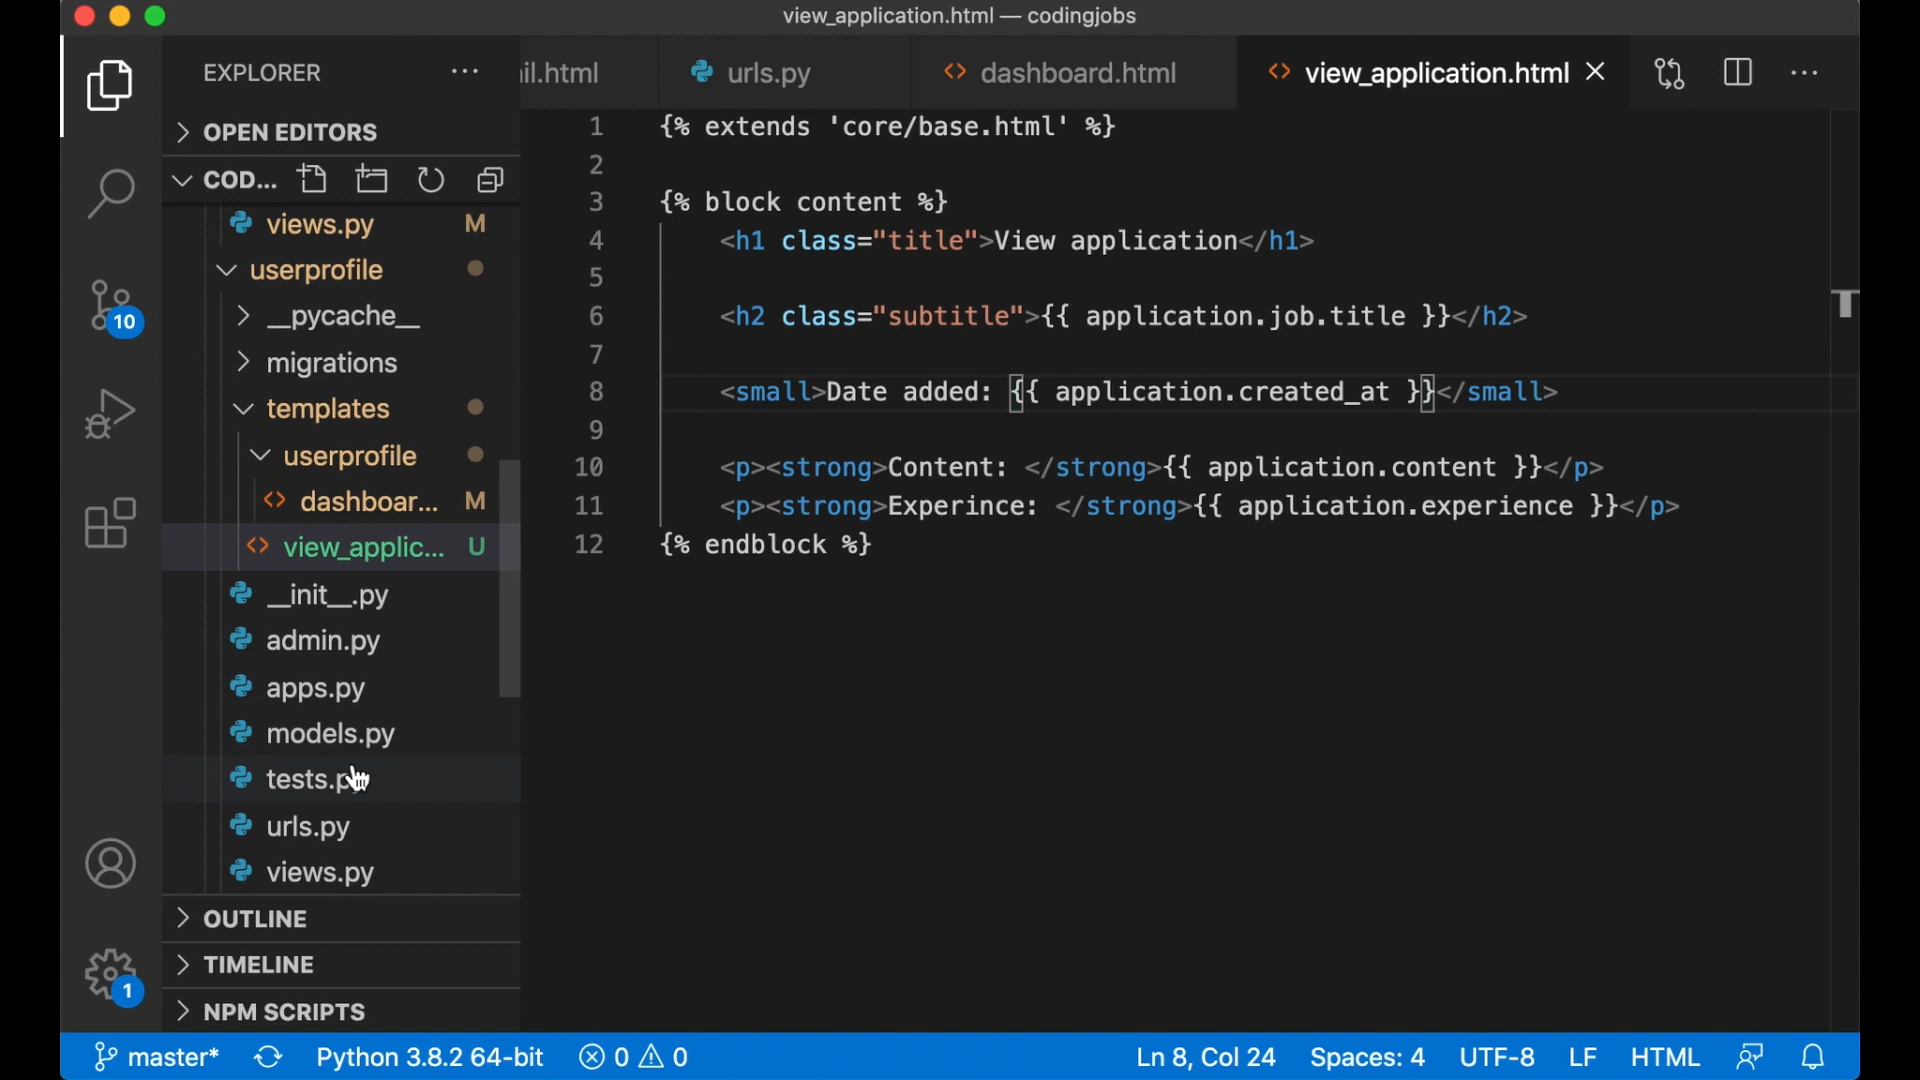 view_application.html — codingjobs
EXPLORER
il.html
urls.py
dashboard.html
view_application.html
OPEN EDITORS
COD...
views.py M
userprofile
__pycache__
migrations
templates
userprofile
dashboar... M
view_applic... U
__init__.py
admin.py
apps.py
models.py
tests.py
urls.py
views.py
OUTLINE
TIMELINE
NPM SCRIPTS
10
1
1 {% extends 'core/base.html' %}
2
3 {% block content %}
4 <h1 class="title">View application</h1>
5
6 <h2 class="subtitle">{{ application.job.title }}</h2>
7
8 <small>Date added: {{ application.created_at }}</small>
9
10 <p><strong>Content: </strong>{{ application.content }}</p>
11 <p><strong>Experince: </strong>{{ application.experience }}</p>
12 {% endblock %}
master* Python 3.8.2 64-bit 0 0 Ln 8, Col 24 Spaces: 4 UTF-8 LF HTML